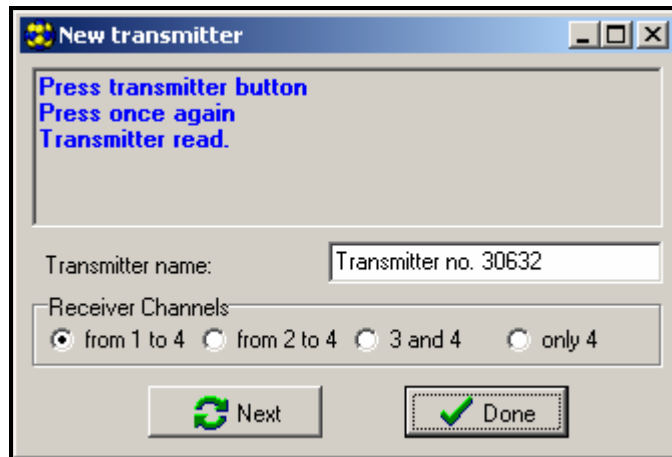 New transmitter
Press transmitter button
Press once again
Transmitter read.
Transmitter name: Transmitter no. 30632
Receiver Channels
from 1 to 4 from 2 to 4 3 and 4 only 4
Next Done